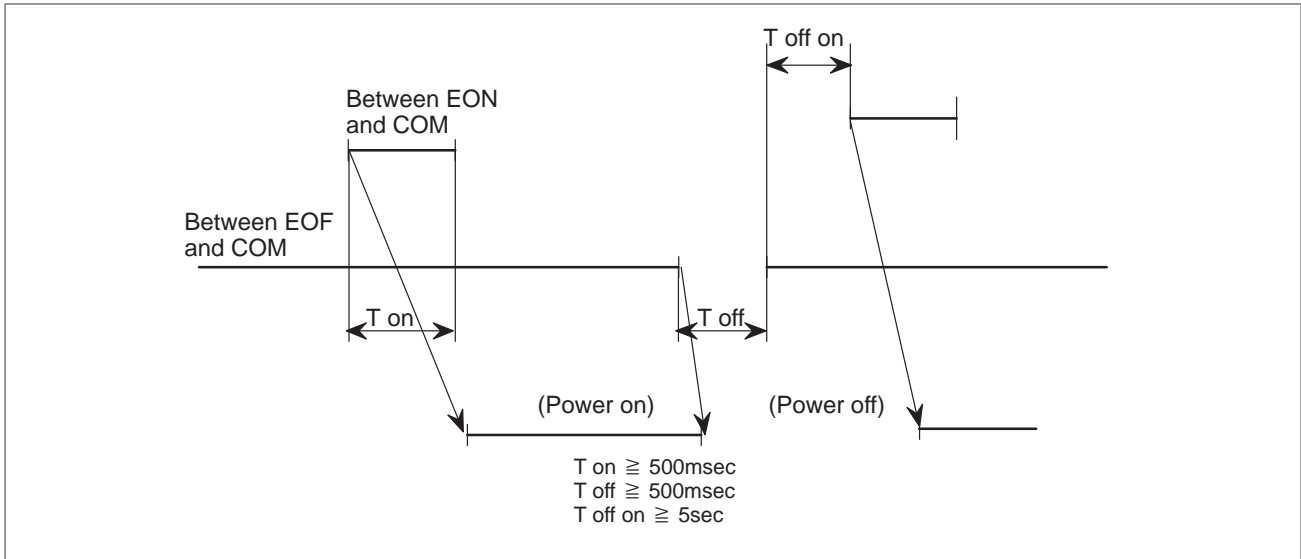 T off on
Between EON
and COM
Between EOF
and COM
T on
T off
(Power on)
(Power off)
T on ≧ 500msec
T off ≧ 500msec
T off on ≧ 5sec